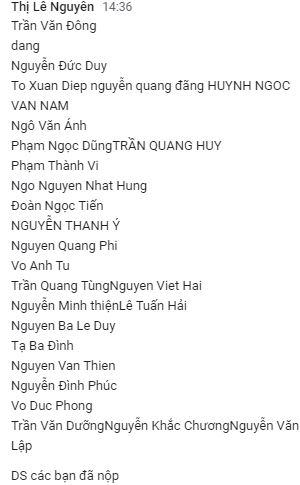 Thị Lê Nguyên 14:36
Trần Văn Đông
dang
Nguyễn Đức Duy
To Xuan Diep nguyễn quang đãng HUYNH NGOC
VAN NAM
Ngô Văn Ánh
Phạm Ngọc DũngTRẦN QUANG HUY
Phạm Thành Vi
Ngo Nguyen Nhat Hung
Đoàn Ngọc Tiến
NGUYỄN THANH Ý
Nguyen Quang Phi
Vo Anh Tu
Trần Quang TùngNguyen Viet Hai
Nguyễn Minh thiệnLê Tuấn Hải
Nguyen Ba Le Duy
Tạ Ba Đình
Nguyen Van Thien
Nguyễn Đình Phúc
Vo Duc Phong
Trần Văn DưỡngNguyễn Khắc ChươngNguyễn Văn
Lập
DS các bạn đã nộp